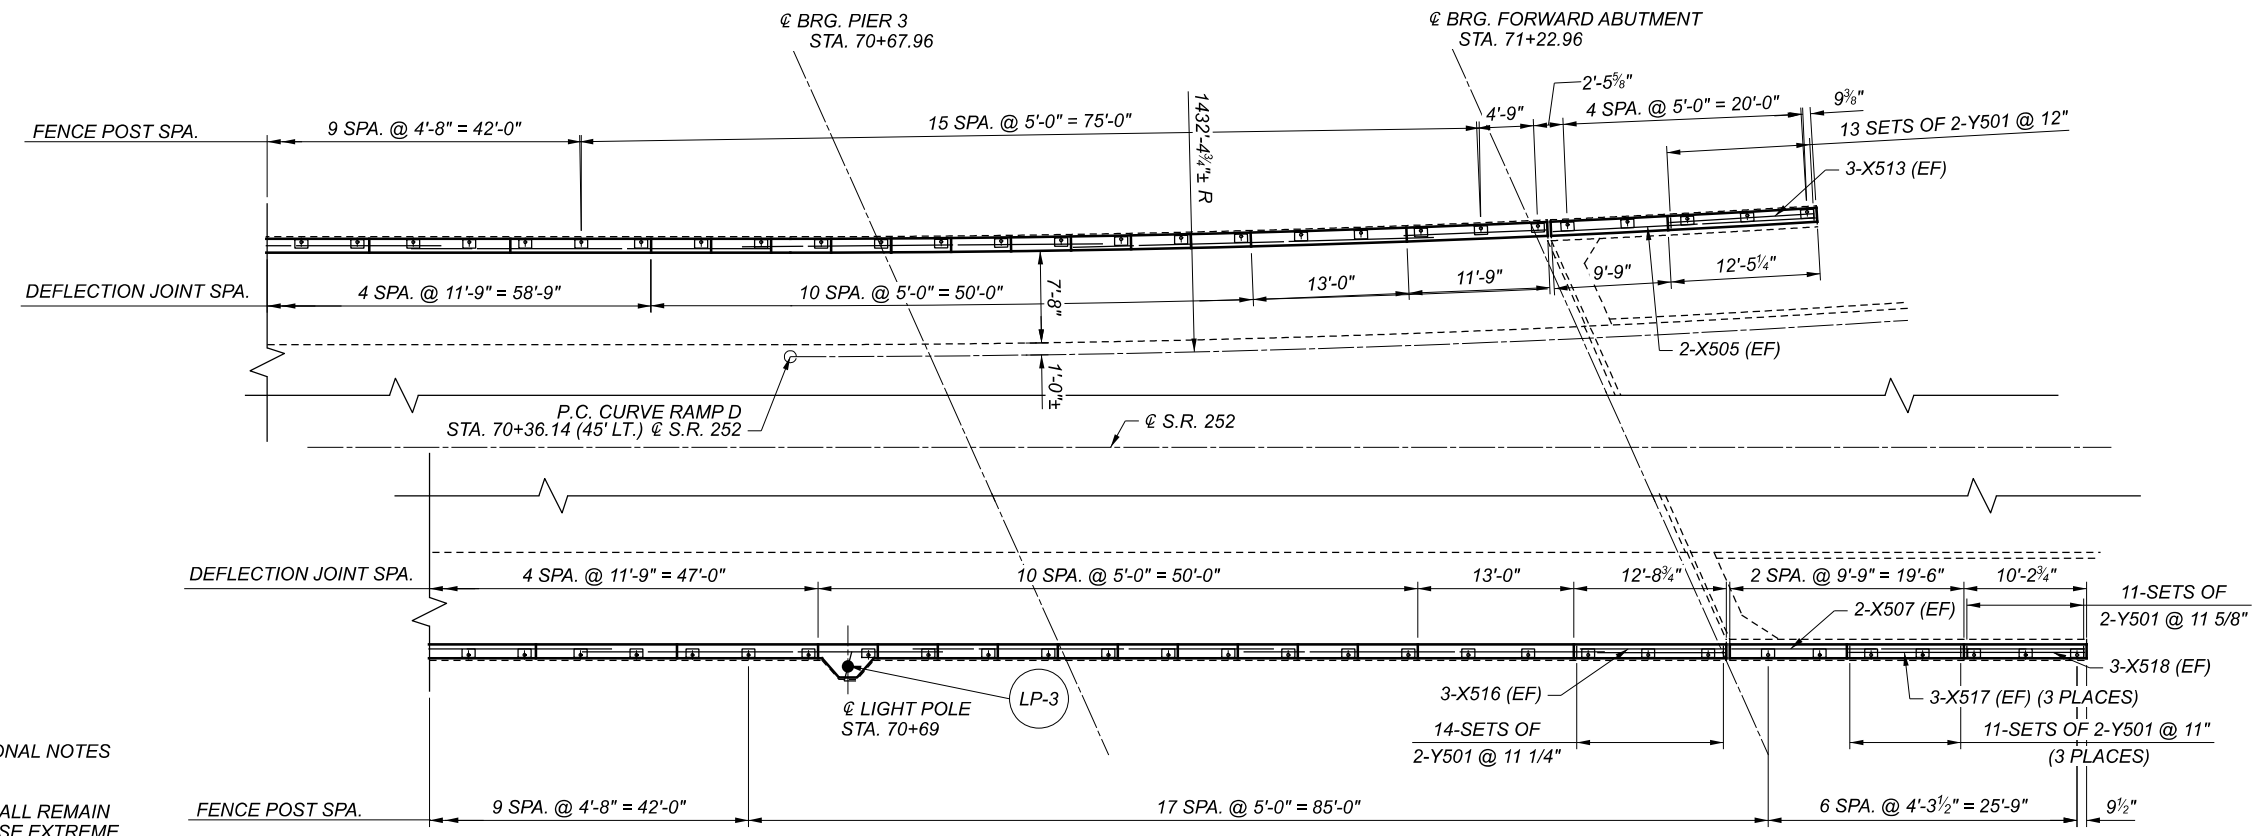 ℄ BRG. PIER 3
STA. 70+67.96
℄ BRG. FORWARD ABUTMENT
STA. 71+22.96
FENCE POST SPA.
9 SPA. @ 4'-8" = 42'-0"
15 SPA. @ 5'-0" = 75'-0"
1432'-4¾"± R
4'-9"
2'-5⅝"
4 SPA. @ 5'-0" = 20'-0"
9⅜"
13 SETS OF 2-Y501 @ 12"
3-X513 (EF)
DEFLECTION JOINT SPA.
4 SPA. @ 11'-9" = 58'-9"
10 SPA. @ 5'-0" = 50'-0"
7'-8"
13'-0"
11'-9"
9'-9"
12'-5¼"
2-X505 (EF)
1'-0"±
P.C. CURVE RAMP D
STA. 70+36.14 (45' LT.) ℄ S.R. 252
℄ S.R. 252
DEFLECTION JOINT SPA.
4 SPA. @ 11'-9" = 47'-0"
10 SPA. @ 5'-0" = 50'-0"
13'-0"
12'-8¾"
2 SPA. @ 9'-9" = 19'-6"
10'-2¾"
11-SETS OF
2-Y501 @ 11 5/8"
2-X507 (EF)
3-X518 (EF)
3-X516 (EF)
3-X517 (EF) (3 PLACES)
LP-3
℄ LIGHT POLE
STA. 70+69
14-SETS OF
2-Y501 @ 11 1/4"
11-SETS OF 2-Y501 @ 11"
(3 PLACES)
ONAL NOTES
ALL REMAIN
SE EXTREME
FENCE POST SPA.
9 SPA. @ 4'-8" = 42'-0"
17 SPA. @ 5'-0" = 85'-0"
6 SPA. @ 4'-3½" = 25'-9"
9½"